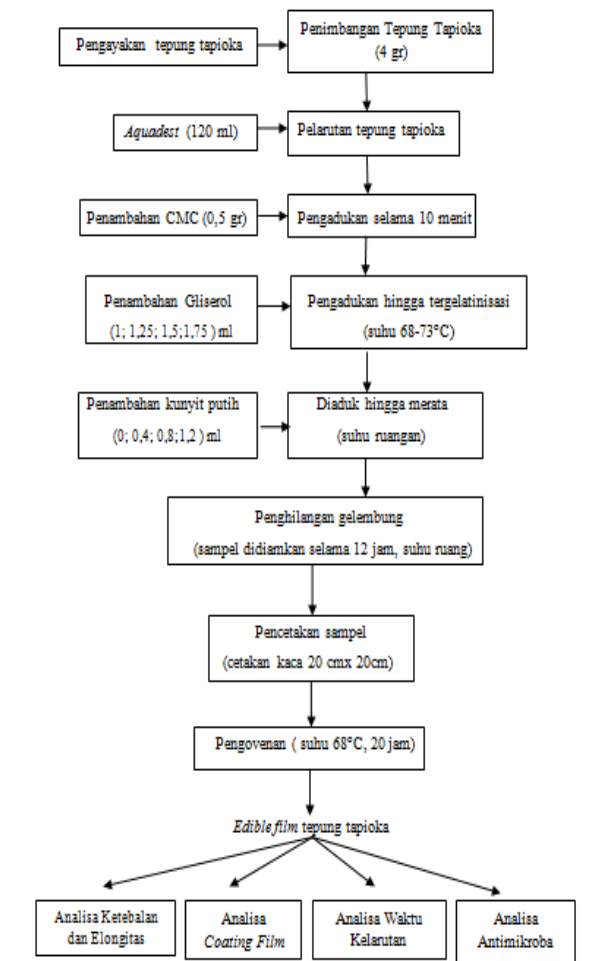 Pengayakan tepung tapioka
Penimbangan Tepung Tapioka
(4 gr)
Aquadest (120 ml)
Pelarutan tepung tapioka
Penambahan CMC (0,5 gr)
Pengadukan selama 10 menit
Penambahan Gliserol
(1; 1,25; 1,5;1,75 ) ml
Pengadukan hingga tergelatinisasi
(suhu 68-73°C)
Penambahan kunyit putih
(0; 0,4; 0,8;1,2 ) ml
Diaduk hingga merata
(suhu ruangan)
Penghilangan gelembung
(sampel didiamkan selama 12 jam, suhu ruang)
Pencetakan sampel
(cetakan kaca 20 cmx 20cm)
Pengovenan ( suhu 68°C, 20 jam)
Edible film tepung tapioka
Analisa Ketebalan
dan Elongitas
Analisa
Coating Film
Analisa Waktu
Kelarutan
Analisa
Antimikroba